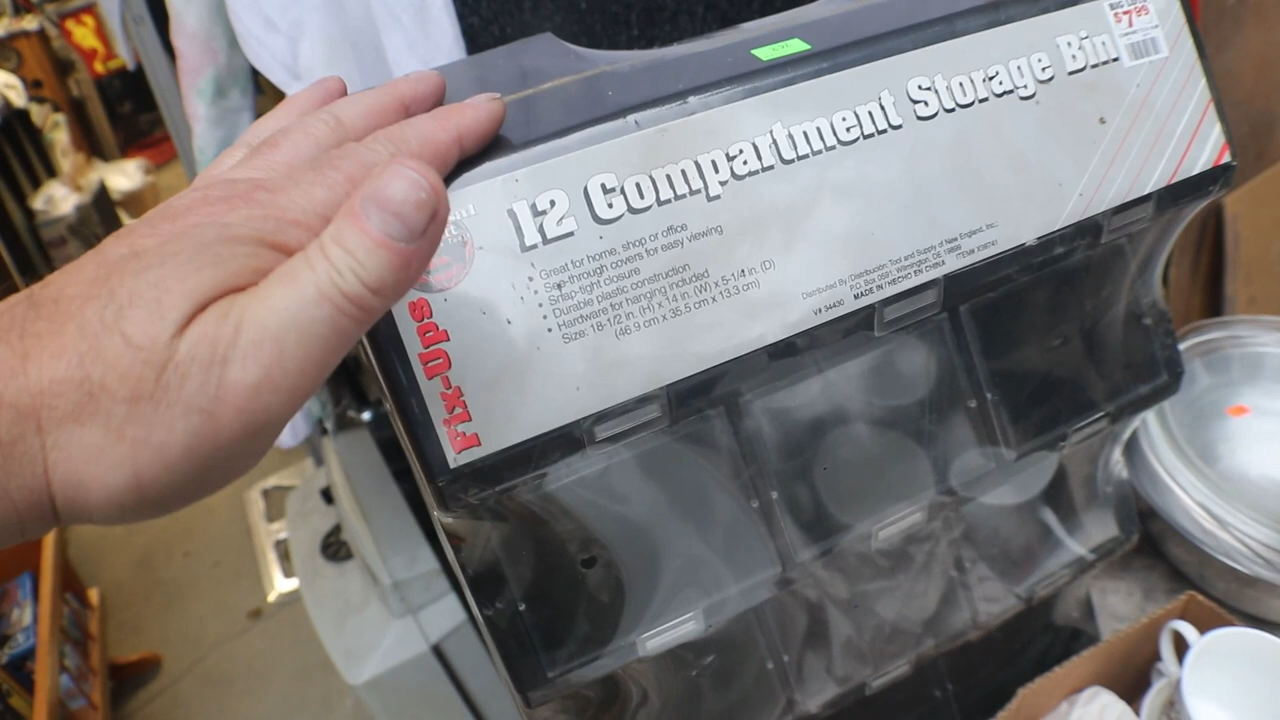 BIG LOTS
$7.99
12 Compartment Storage Bin
• Great for home, shop or office
• See-through covers for easy viewing
• Snap-tight closure
• Durable plastic construction
• Hardware for hanging included
• Size: 18-1/2 in. (H) x 14 in. (W) x 5-1/4 in. (D)
(46.9 cm x 35.5 cm x 13.3 cm)
Distributed By/Distribución: Tool and Supply of New England, Inc.;
P.O. Box 0591, Wilmington, DE 19899
V# 34430 MADE IN/HECHO EN CHINA ITEM# X98741
Fix-Ups